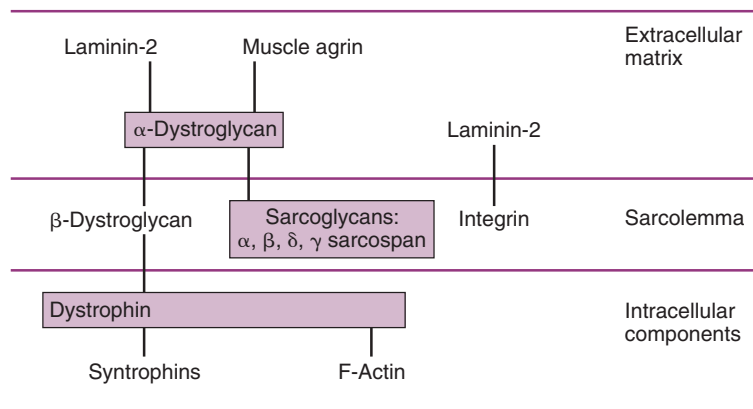 Laminin-2
Muscle agrin
Extracellular
matrix
α-Dystroglycan
Laminin-2
β-Dystroglycan
Sarcoglycans:
α, β, δ, γ sarcospan
Integrin
Sarcolemma
Dystrophin
Intracellular
components
Syntrophins
F-Actin